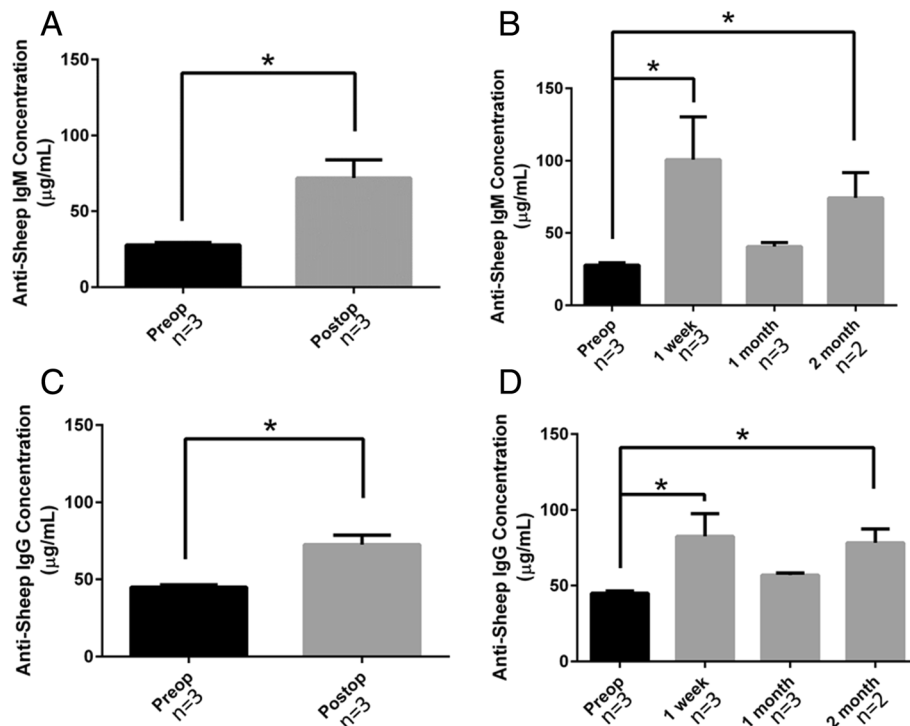 A
*
Anti-Sheep IgM Concentration
(µg/mL)
150
100
50
0
Preop
n=3
Postop
n=3
B
*
*
Anti-Sheep IgM Concentration
(µg/mL)
150
100
50
0
Preop
n=3
1 week
n=3
1 month
n=3
2 month
n=2
C
*
Anti-Sheep IgG Concentration
(µg/mL)
150
100
50
0
Preop
n=3
Postop
n=3
D
*
*
Anti-Sheep IgG Concentration
(µg/mL)
150
100
50
0
Preop
n=3
1 week
n=3
1 month
n=3
2 month
n=2